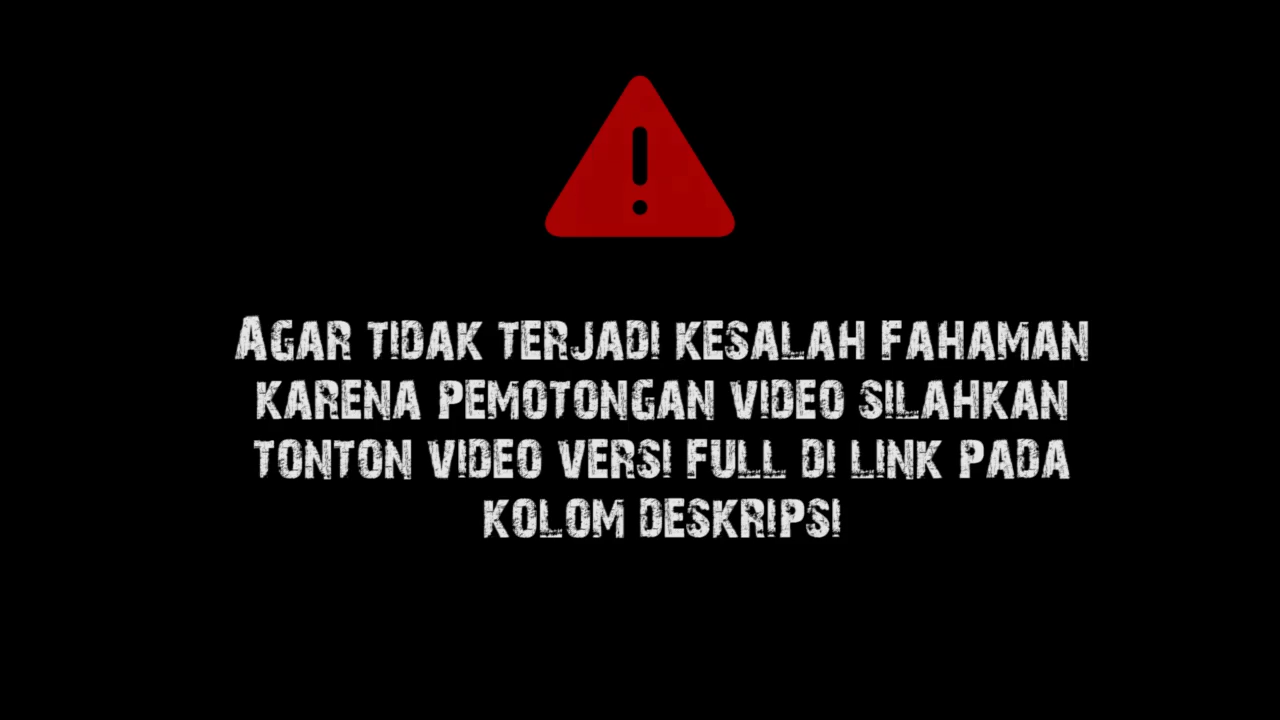 Agar tidak terjadi kesalah fahaman
karena pemotongan video silahkan
tonton video versi full di link pada
kolom deskripsi